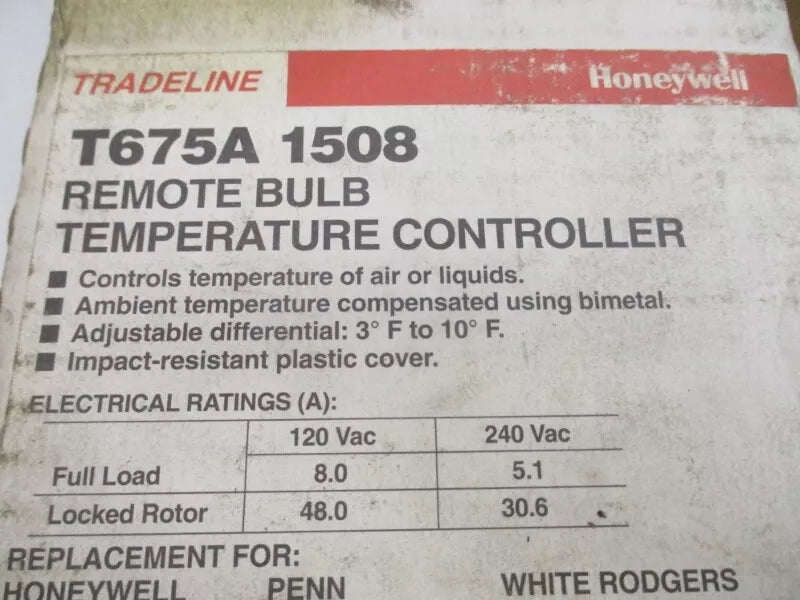 TRADELINE Honeywell
T675A 1508
REMOTE BULB
TEMPERATURE CONTROLLER
■ Controls temperature of air or liquids.
■ Ambient temperature compensated using bimetal.
■ Adjustable differential: 3° F to 10° F.
■ Impact-resistant plastic cover.
ELECTRICAL RATINGS (A):
120 Vac 240 Vac
Full Load 8.0 5.1
Locked Rotor 48.0 30.6
REPLACEMENT FOR:
HONEYWELL PENN WHITE RODGERS